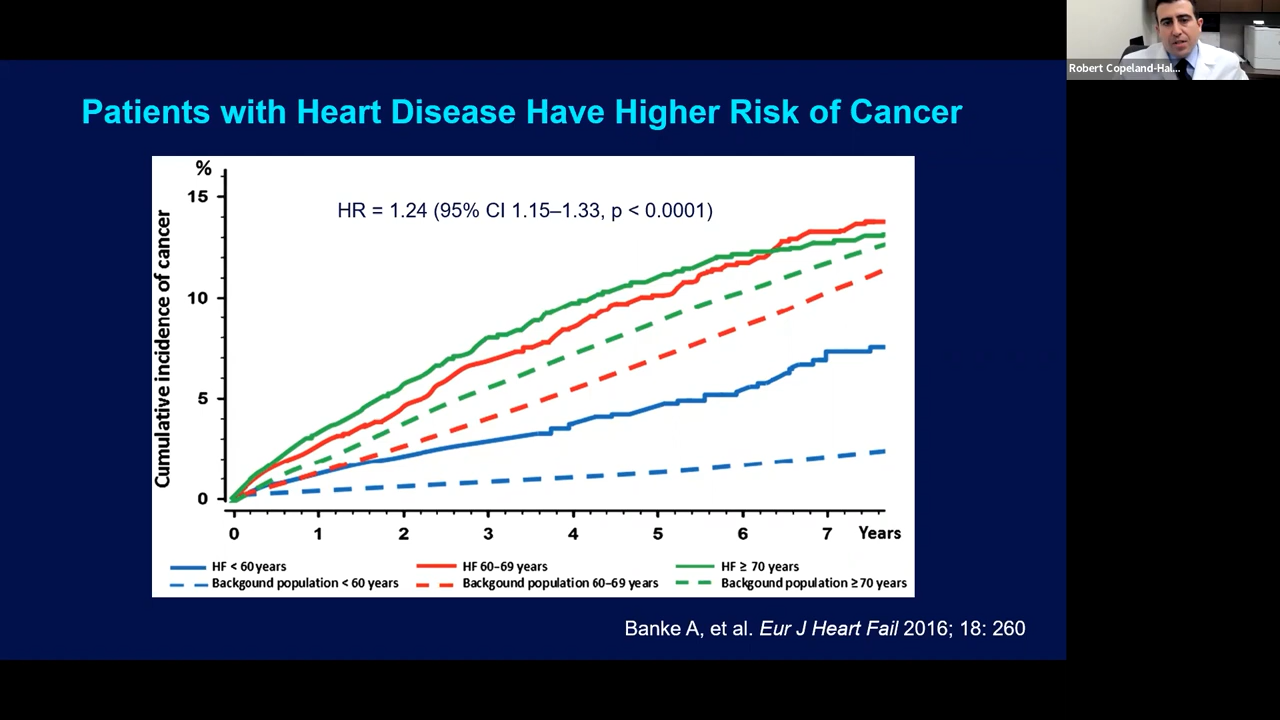 Robert Copeland-Hal...
Patients with Heart Disease Have Higher Risk of Cancer
%
HR = 1.24 (95% CI 1.15–1.33, p < 0.0001)
Cumulative incidence of cancer
15
10
5
0
0 1 2 3 4 5 6 7 Years
HF < 60 years HF 60–69 years HF ≥ 70 years
Backgound population < 60 years Backgound population 60–69 years Backgound population ≥ 70 years
Banke A, et al. Eur J Heart Fail 2016; 18: 260